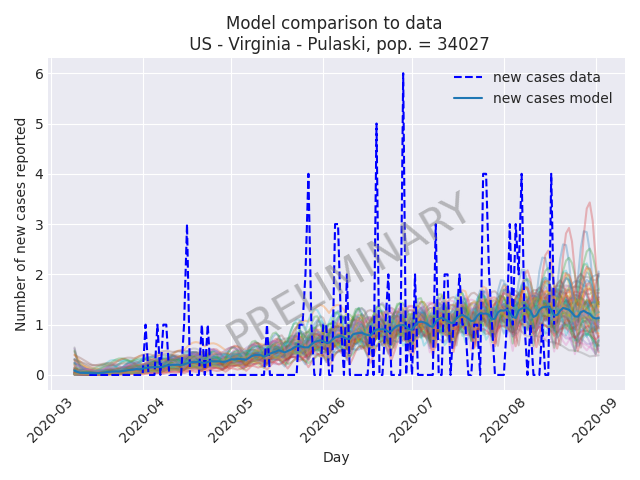 Model comparison to data
US - Virginia - Pulaski, pop. = 34027
Number of new cases reported
6
5
4
3
2
1
0
new cases data
new cases model
PRELIMINARY
2020-03
2020-04
2020-05
2020-06
2020-07
2020-08
2020-09
Day